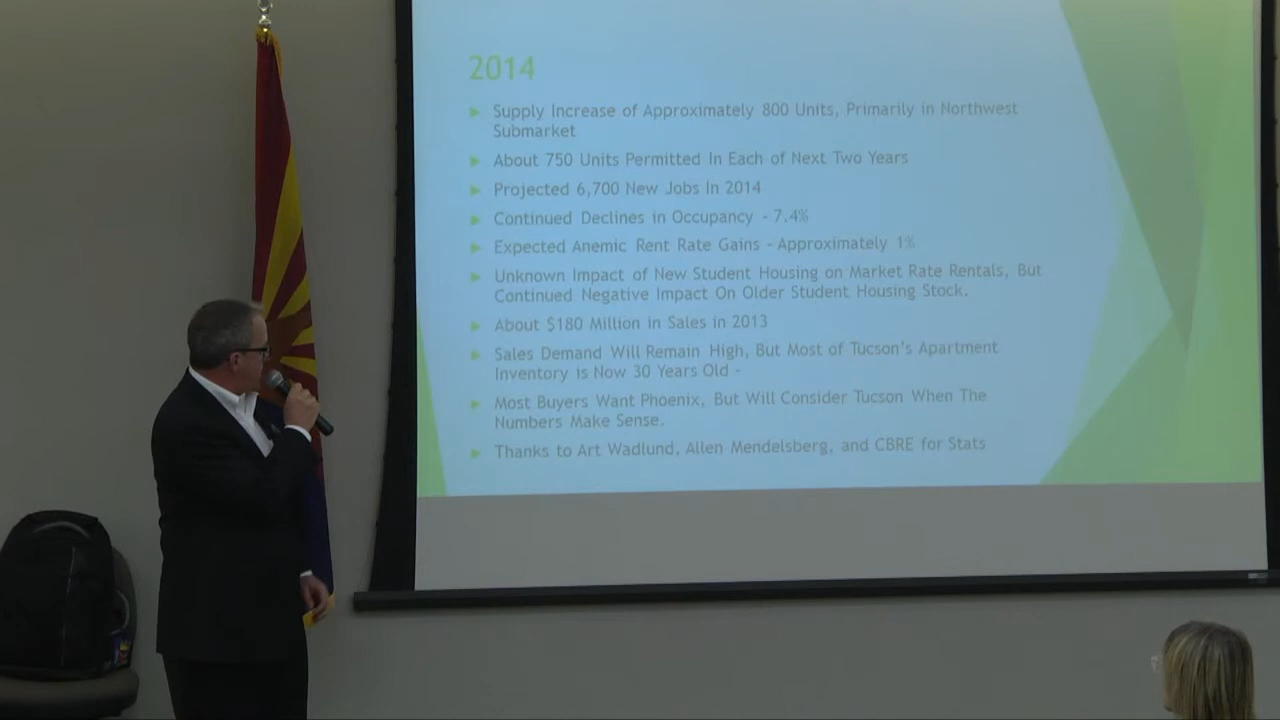 2014
Supply Increase of Approximately 800 Units, Primarily in Northwest
Submarket
About 750 Units Permitted In Each of Next Two Years
Projected 6,700 New Jobs In 2014
Continued Declines in Occupancy - 7.4%
Expected Anemic Rent Rate Gains - Approximately 1%
Unknown Impact of New Student Housing on Market Rate Rentals, But
Continued Negative Impact On Older Student Housing Stock.
About $180 Million in Sales in 2013
Sales Demand Will Remain High, But Most of Tucson's Apartment
Inventory is Now 30 Years Old -
Most Buyers Want Phoenix, But Will Consider Tucson When The
Numbers Make Sense.
Thanks to Art Wadlund, Allen Mendelsberg, and CBRE for Stats